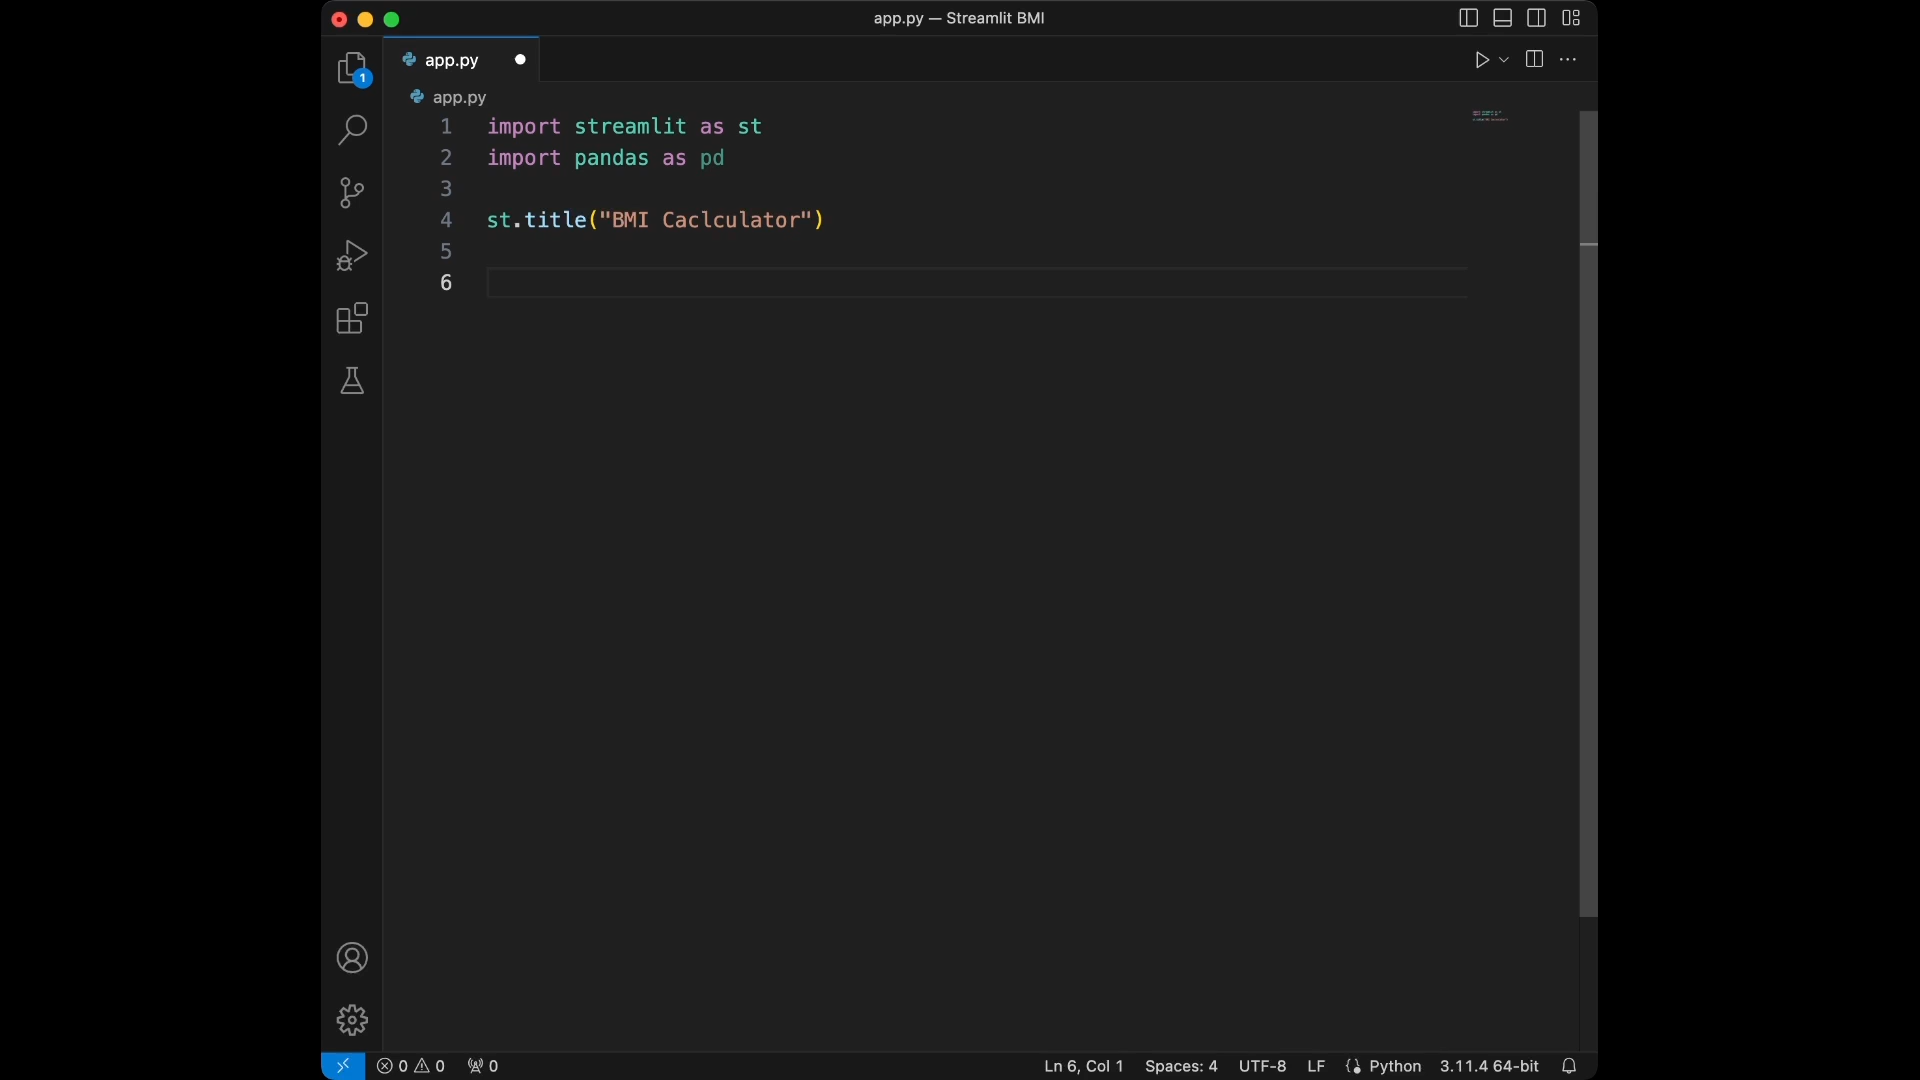 app.py — Streamlit BMI
1
app.py
app.py
1 import streamlit as st
2 import pandas as pd
3
4 st.title("BMI Caclculator")
5
6
0 0 0 Ln 6, Col 1 Spaces: 4 UTF-8 LF Python 3.11.4 64-bit